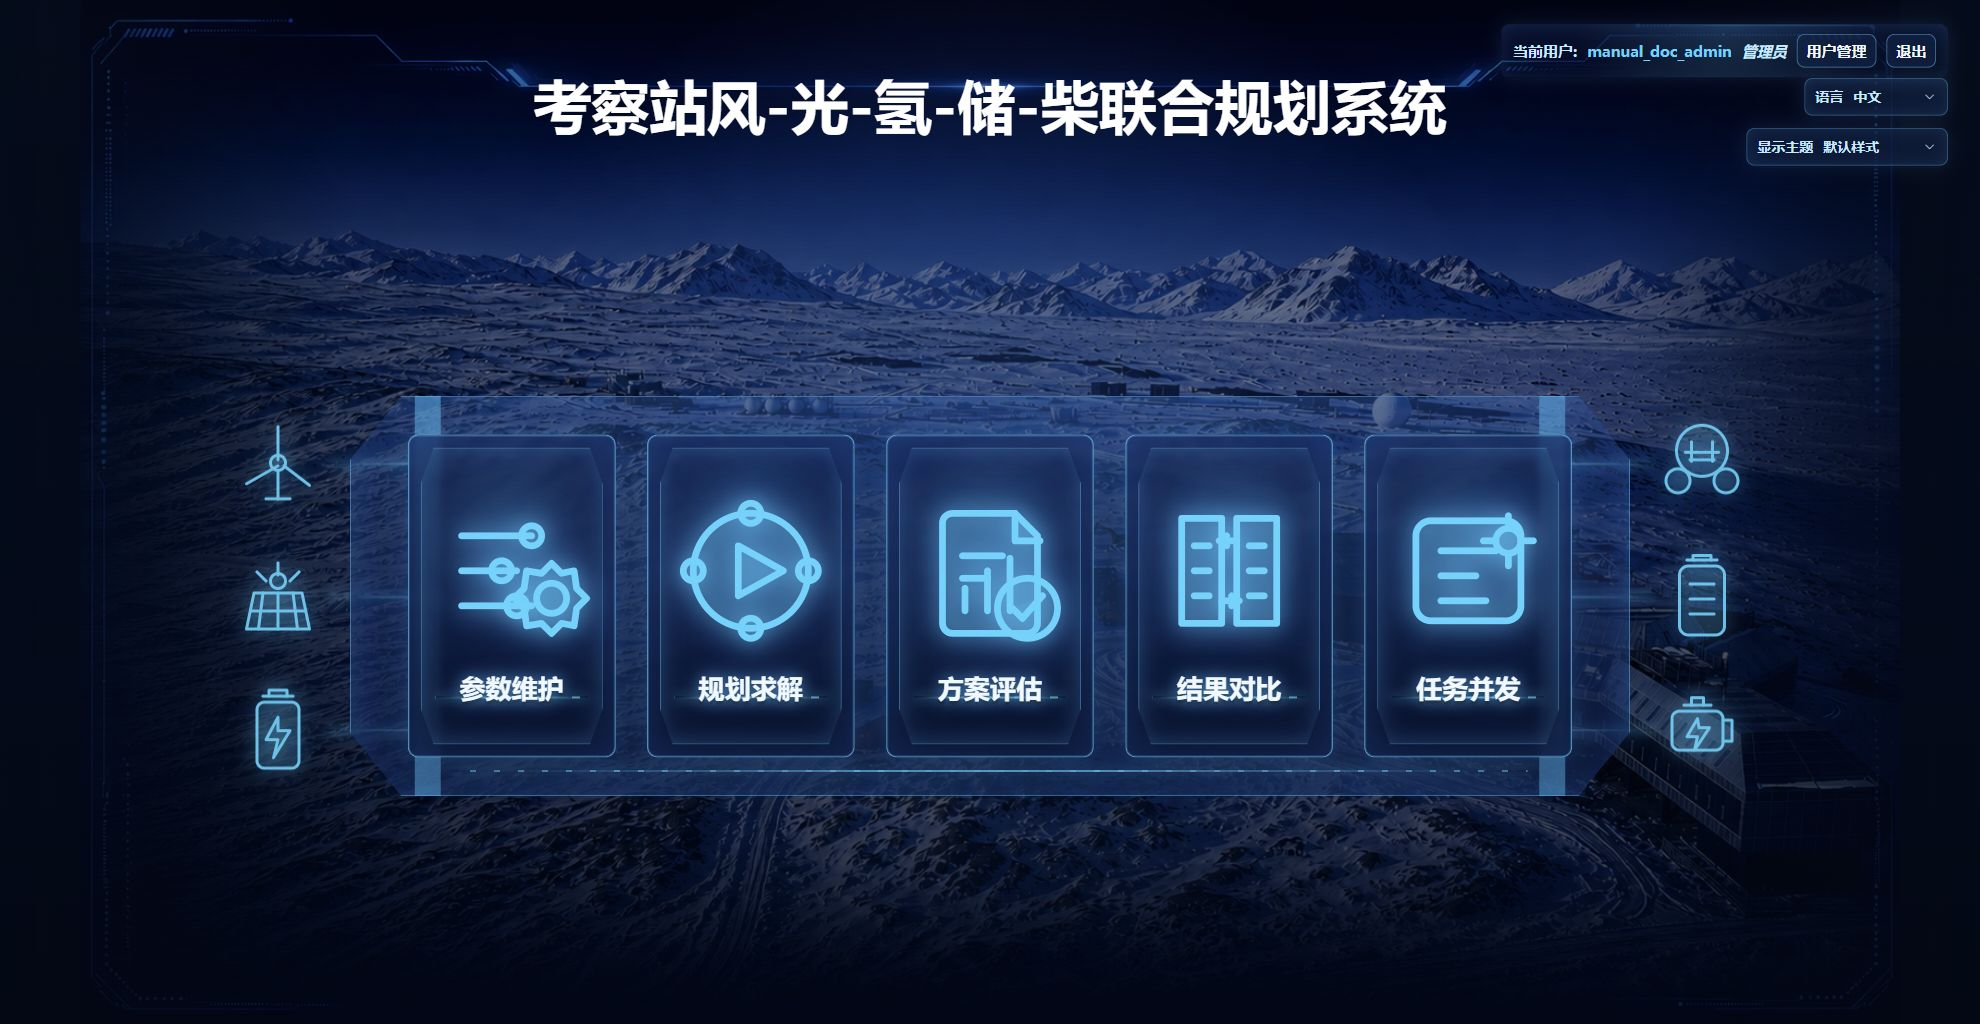 当前用户: manual_doc_admin 管理员 用户管理 退出
考察站风-光-氢-储-柴联合规划系统
语言 中文
显示主题 默认样式
参数维护 规划求解 方案评估 结果对比 任务并发